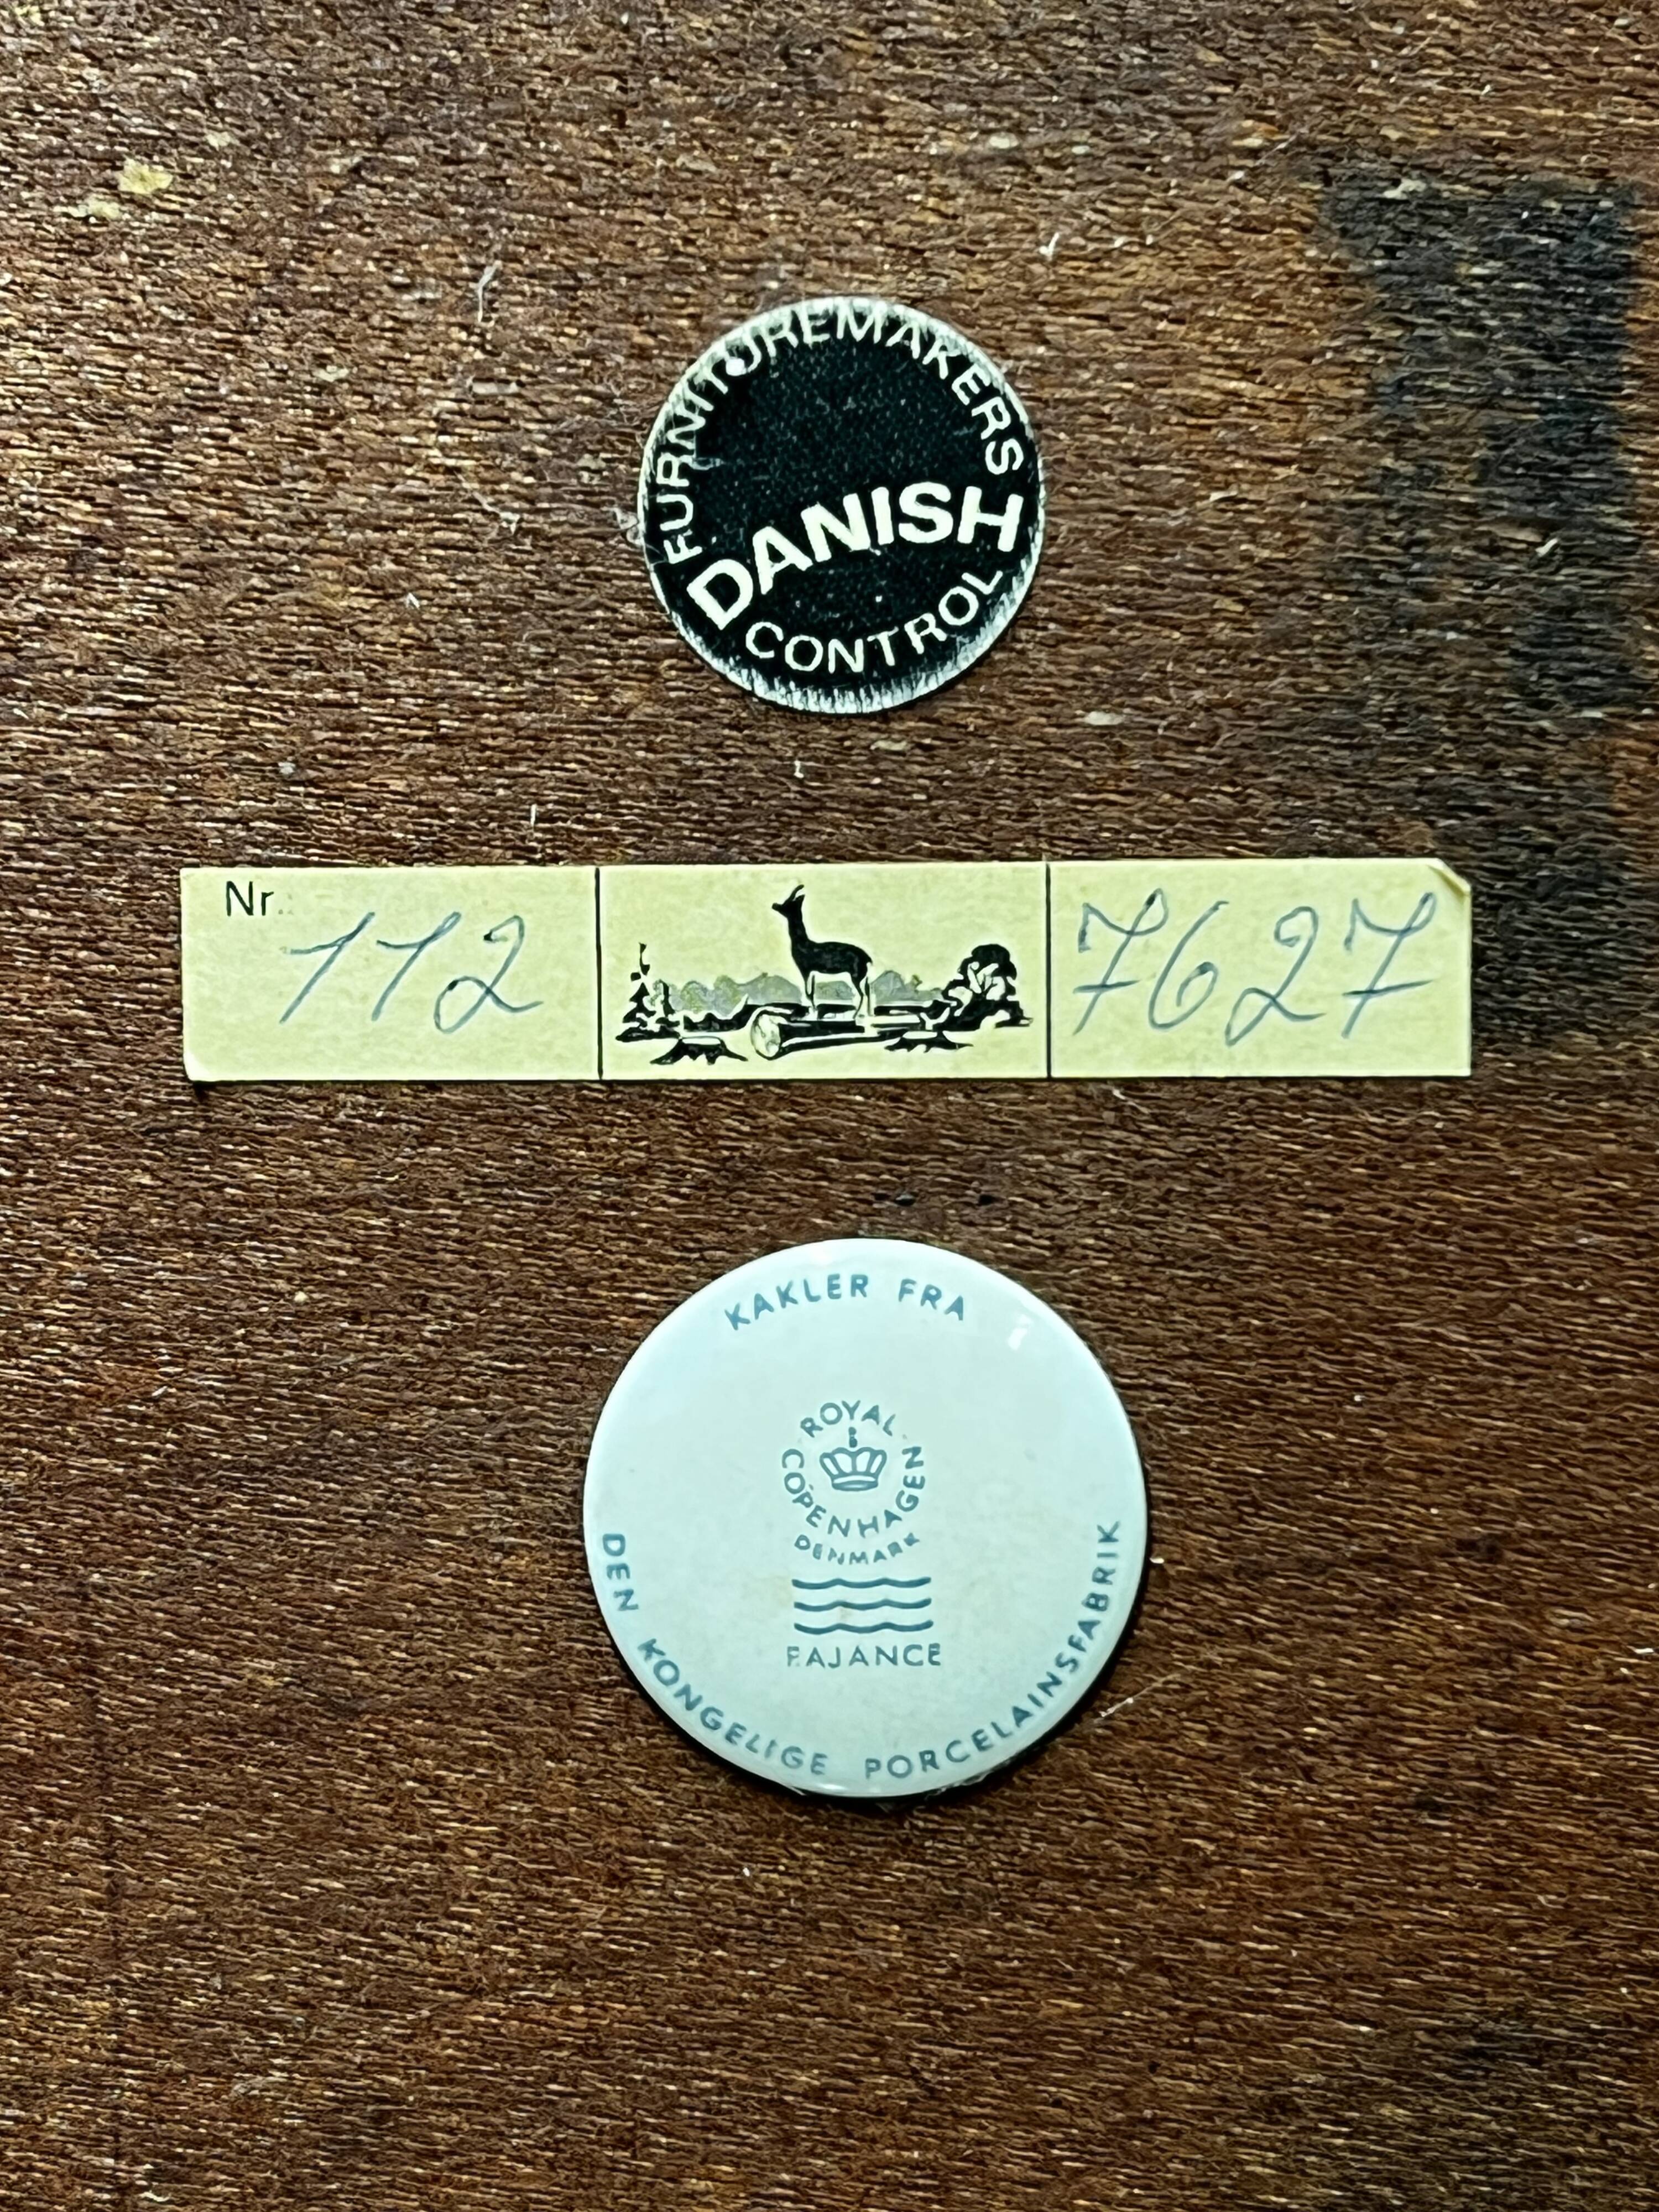 FURNITUREMAKERS
DANISH
CONTROL
Nr. 112 7627
KAKLER FRA
ROYAL
COPENHAGEN
DENMARK
FAJANCE
DEN KONGELIGE PORCELAINSFABRIK